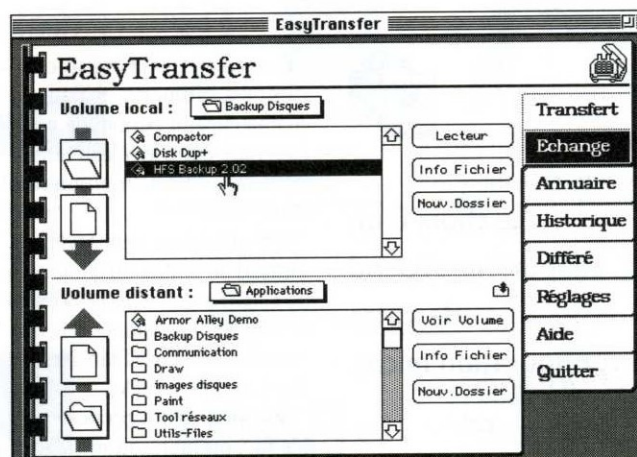 EasyTransfer
EasyTransfer
Volume local :
Backup Disques
Compactor
Disk Dup+
HFS Backup 2.02
Lecteur
Info Fichier
Nouv.Dossier
Volume distant :
Applications
Armor Alley Demo
Backup Disques
Communication
Draw
images disques
Paint
Tool réseaux
Utils-Files
Voir Volume
Info Fichier
Nouv.Dossier
Transfert
Echange
Annuaire
Historique
Différé
Réglages
Aide
Quitter